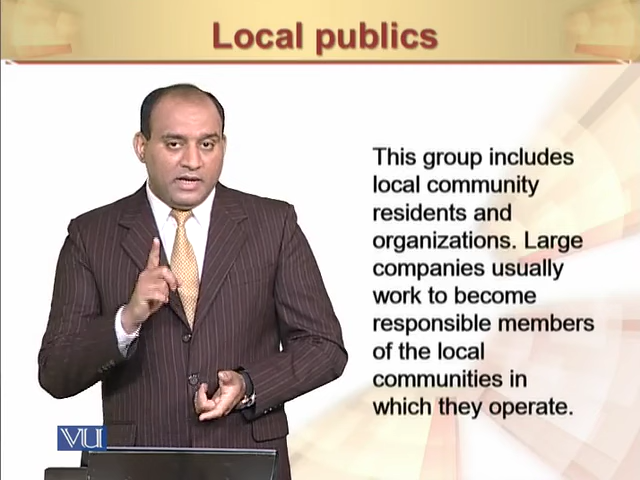 Local publics
This group includes
local community
residents and
organizations. Large
companies usually
work to become
responsible members
of the local
communities in
which they operate.
VU